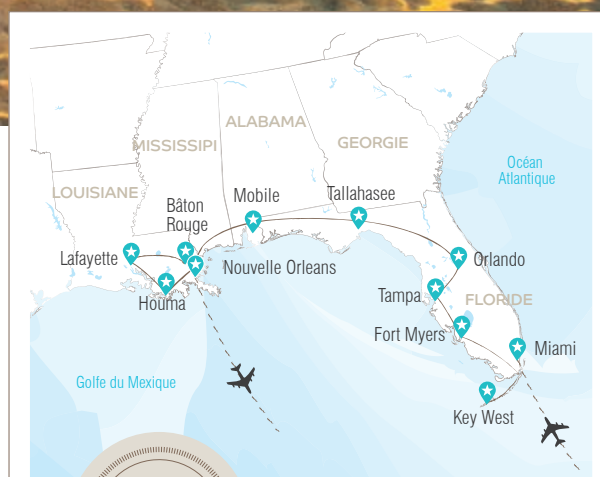 ALABAMA
MISSISSIPI
GEORGIE
Océan
Atlantique
LOUISIANE
Bâton
Rouge
Mobile
Tallahasee
Lafayette
Nouvelle Orleans
Orlando
Houma
Tampa
FLORIDE
Fort Myers
Miami
Golfe du Mexique
Key West